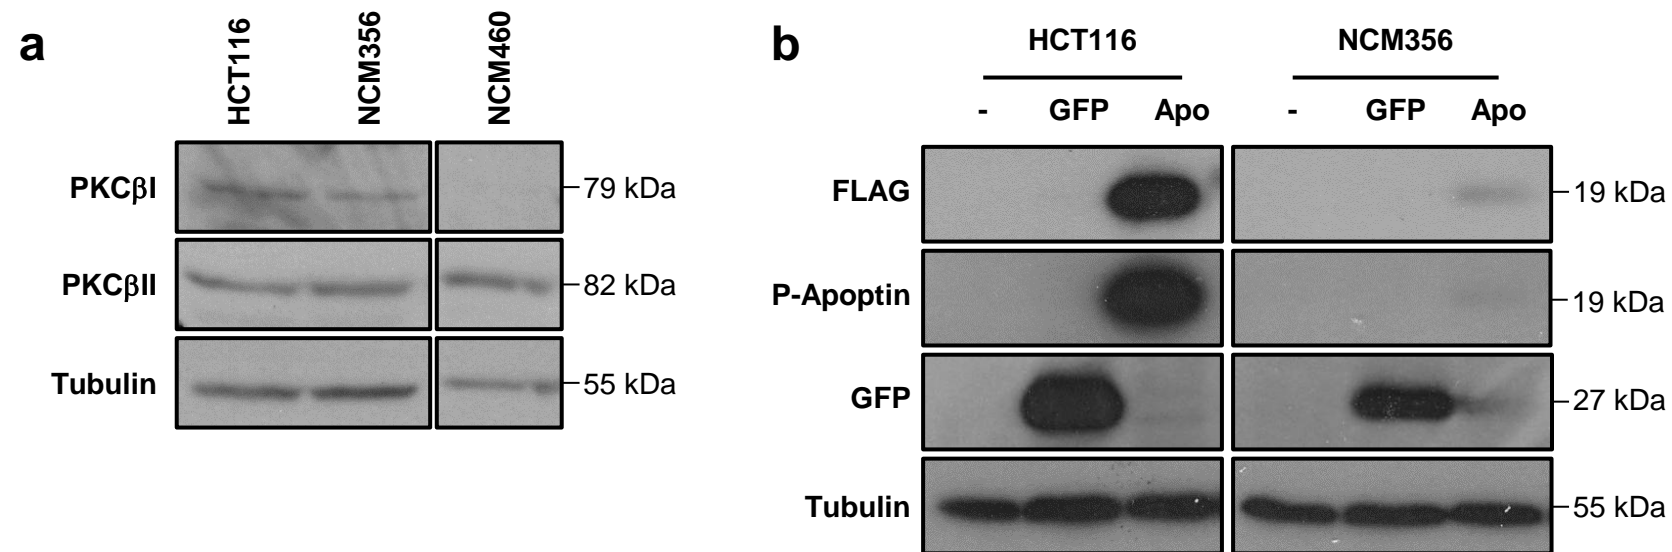 a
HCT116
NCM356
NCM460
PKCβI
79 kDa
PKCβII
82 kDa
Tubulin
55 kDa
b
HCT116
NCM356
- GFP Apo
- GFP Apo
FLAG
19 kDa
P-Apoptin
19 kDa
GFP
27 kDa
Tubulin
55 kDa